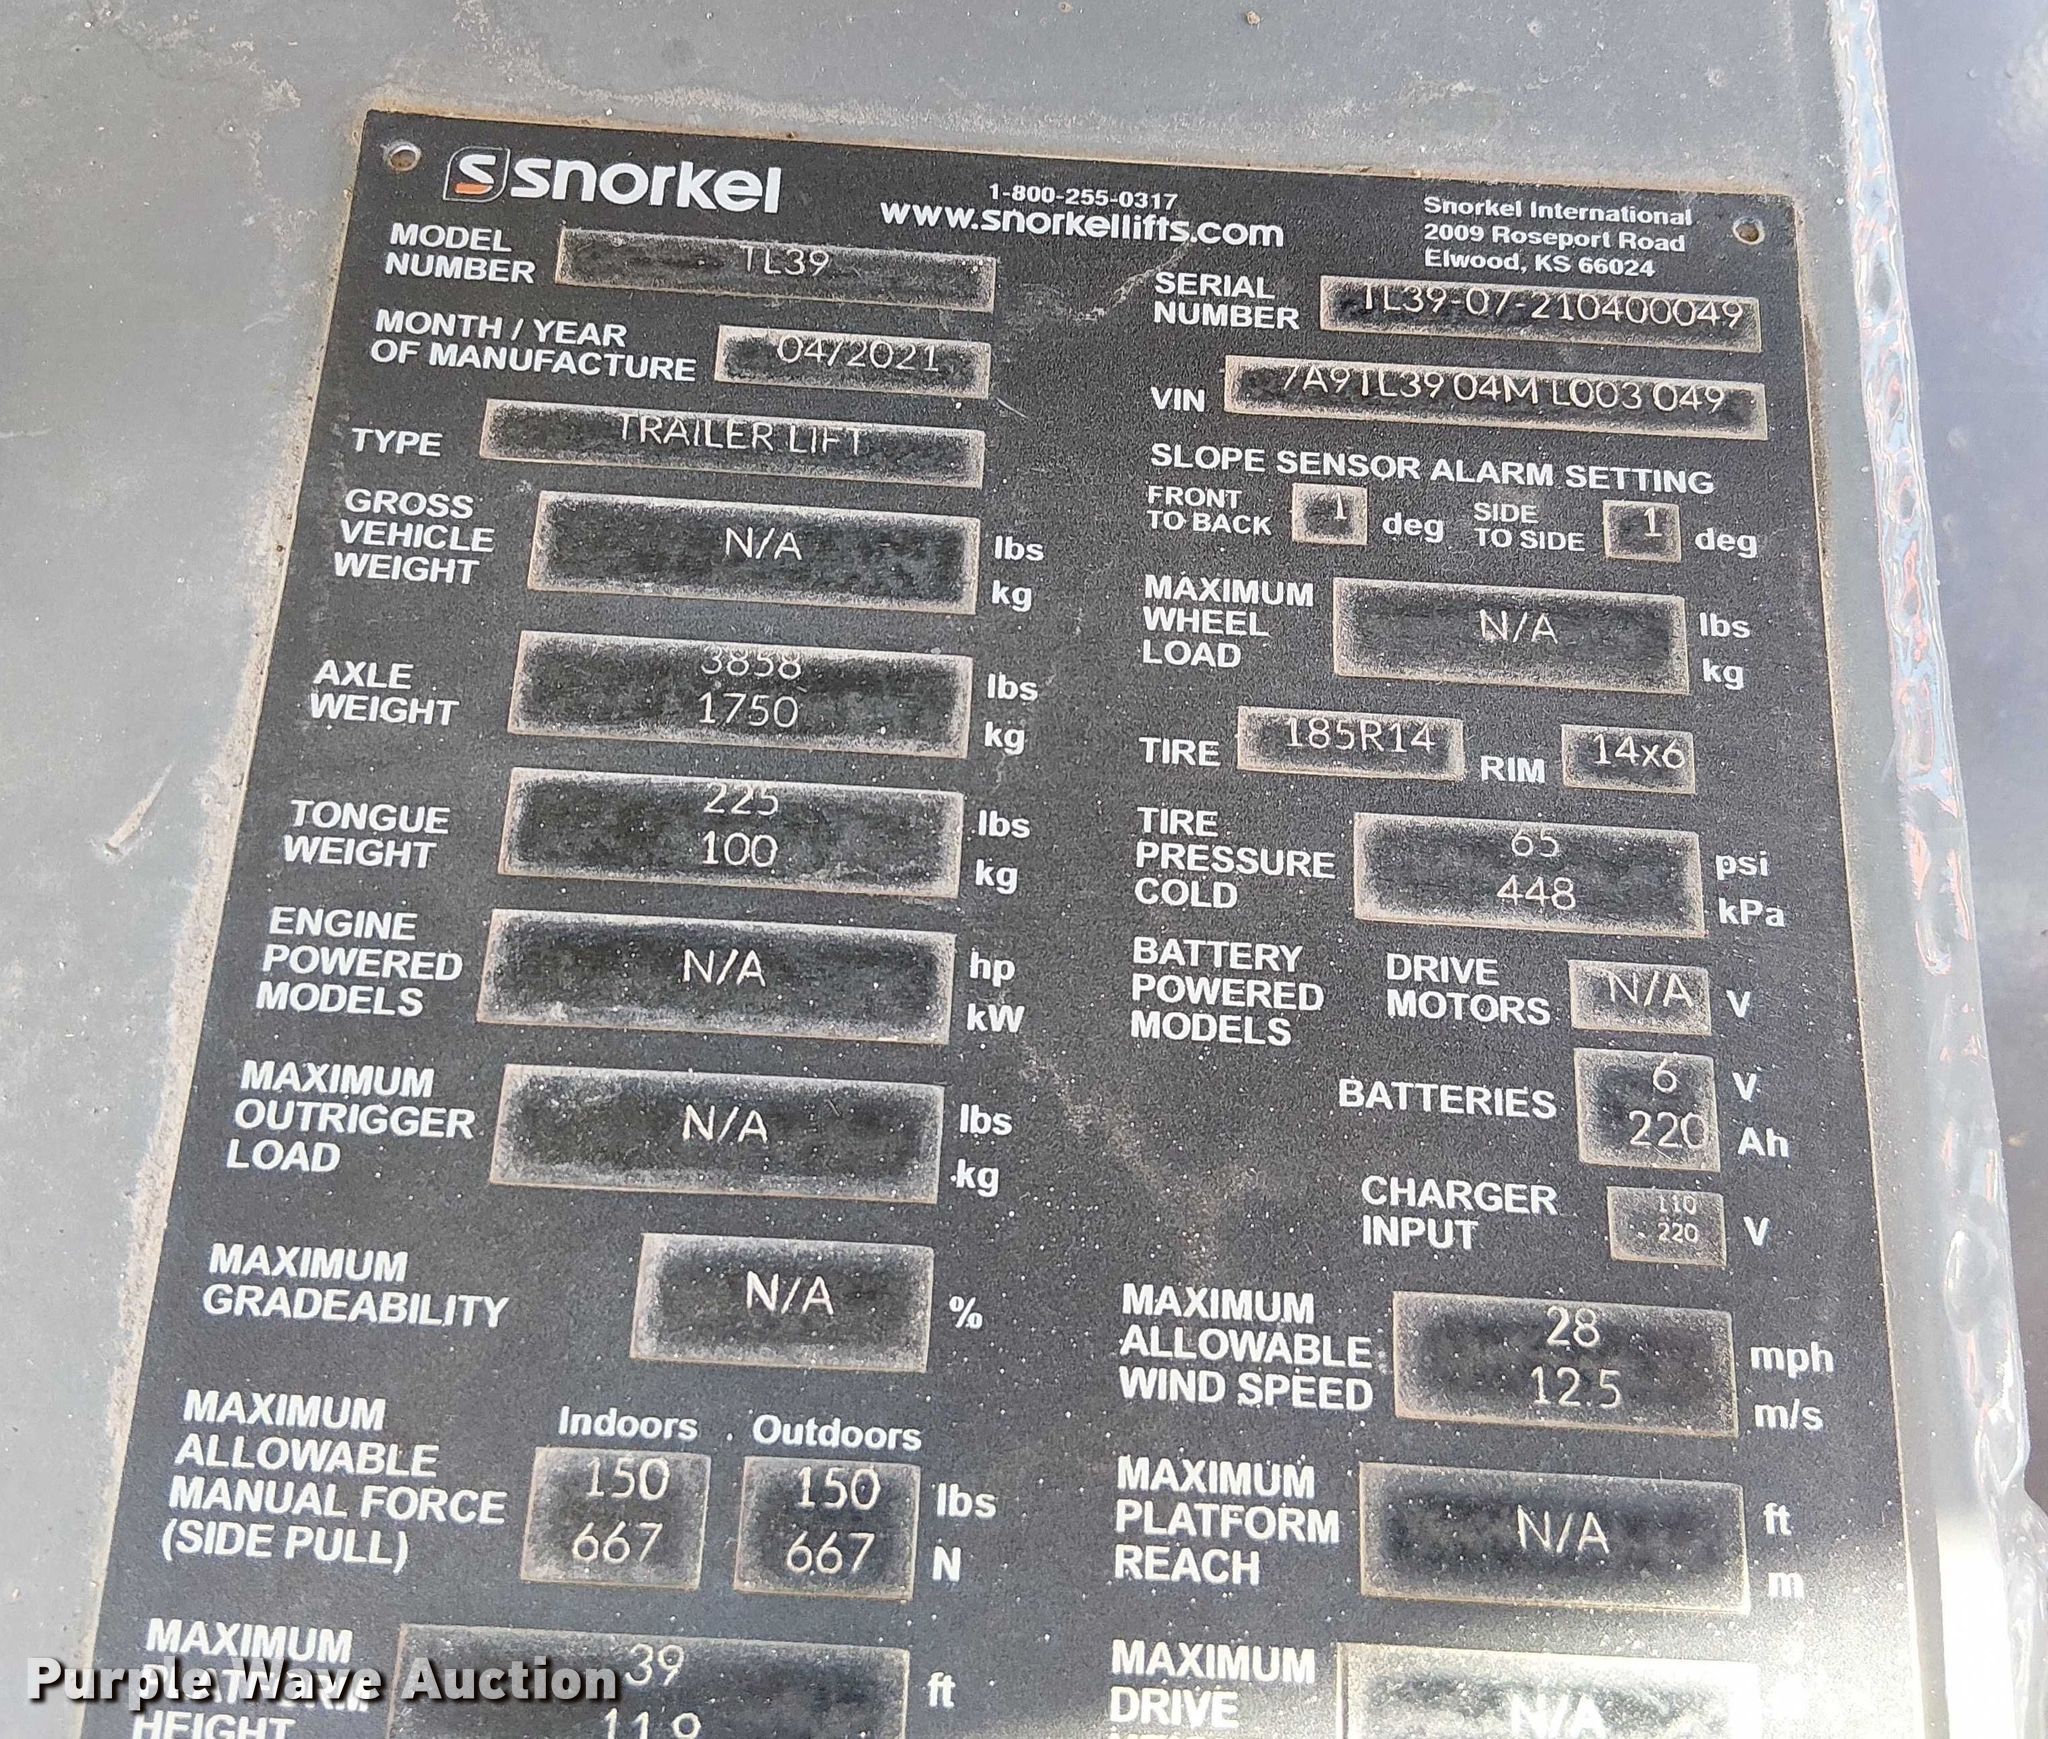 snorkel
1-800-255-0317
www.snorkellifts.com
Snorkel International
2009 Roseport Road
Elwood, KS 66024
MODEL NUMBER TL39
MONTH / YEAR OF MANUFACTURE 04/2021
TYPE TRAILER LIFT
GROSS VEHICLE WEIGHT N/A lbs kg
AXLE WEIGHT 3858 lbs 1750 kg
TONGUE WEIGHT 225 lbs 100 kg
ENGINE POWERED MODELS N/A hp kW
MAXIMUM OUTRIGGER LOAD N/A lbs kg
MAXIMUM GRADEABILITY N/A %
Indoors Outdoors
MAXIMUM ALLOWABLE MANUAL FORCE (SIDE PULL) 150 150 lbs 667 667 N
MAXIMUM PLATFORM HEIGHT 39 ft 11.9
SERIAL NUMBER TL39-07-210400049
VIN 7A9TL3904ML003049
SLOPE SENSOR ALARM SETTING
FRONT TO BACK 1 deg SIDE TO SIDE 1 deg
MAXIMUM WHEEL LOAD N/A lbs kg
TIRE 185R14 RIM 14x6
TIRE PRESSURE COLD 65 psi 448 kPa
BATTERY POWERED MODELS DRIVE MOTORS N/A V
BATTERIES 6 V 220 Ah
CHARGER INPUT 110 220 V
MAXIMUM ALLOWABLE WIND SPEED 28 mph 12.5 m/s
MAXIMUM PLATFORM REACH N/A ft m
MAXIMUM DRIVE N/A
Purple Wave Auction